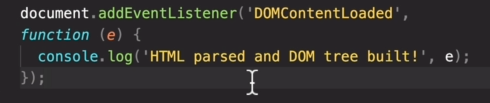 document.addEventListener('DOMContentLoaded',
function (e) {
  console.log('HTML parsed and DOM tree built!', e);
});